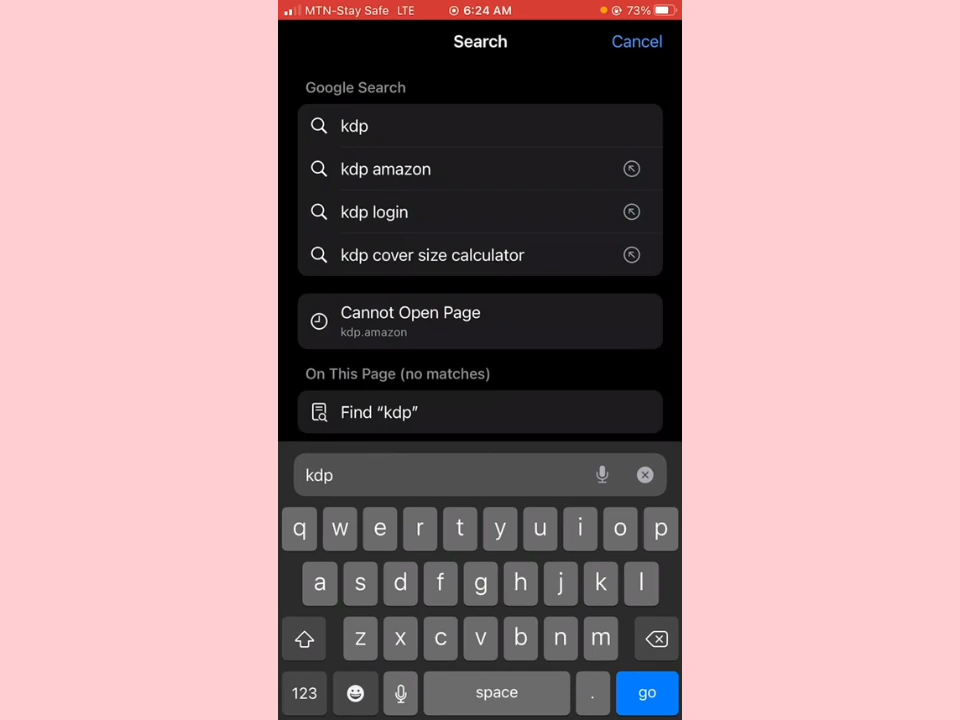 MTN-Stay Safe LTE 6:24 AM 73%
Search Cancel
Google Search
kdp
kdp amazon
kdp login
kdp cover size calculator
Cannot Open Page
kdp.amazon
On This Page (no matches)
Find “kdp”
kdp
q w e r t y u i o p
a s d f g h j k l
z x c v b n m
123 space . go